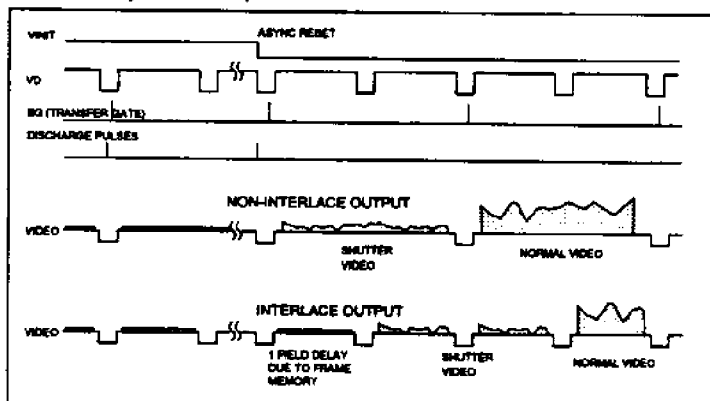 VINIT
ASYNC RESET
VD
SG (TRANSFER GATE)
DISCHARGE PULSES
NON-INTERLACE OUTPUT
VIDEO
SHUTTER
VIDEO
NORMAL VIDEO
INTERLACE OUTPUT
VIDEO
1 FIELD DELAY
DUE TO FRAME
MEMORY
SHUTTER
VIDEO
NORMAL VIDEO